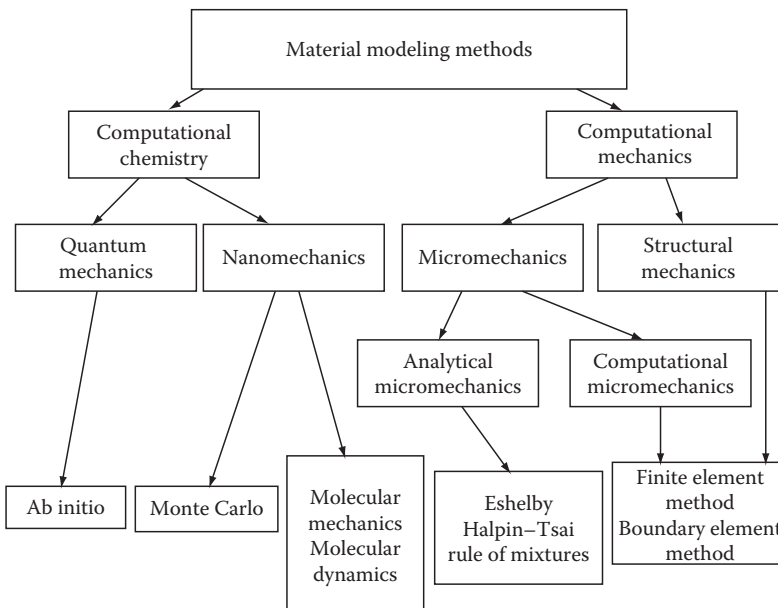 Material modeling methods
Computational
chemistry
Computational
mechanics
Quantum
mechanics
Nanomechanics
Micromechanics
Structural
mechanics
Analytical
micromechanics
Computational
micromechanics
Ab initio
Monte Carlo
Molecular
mechanics
Molecular
dynamics
Eshelby
Halpin–Tsai
rule of mixtures
Finite element
method
Boundary element
method